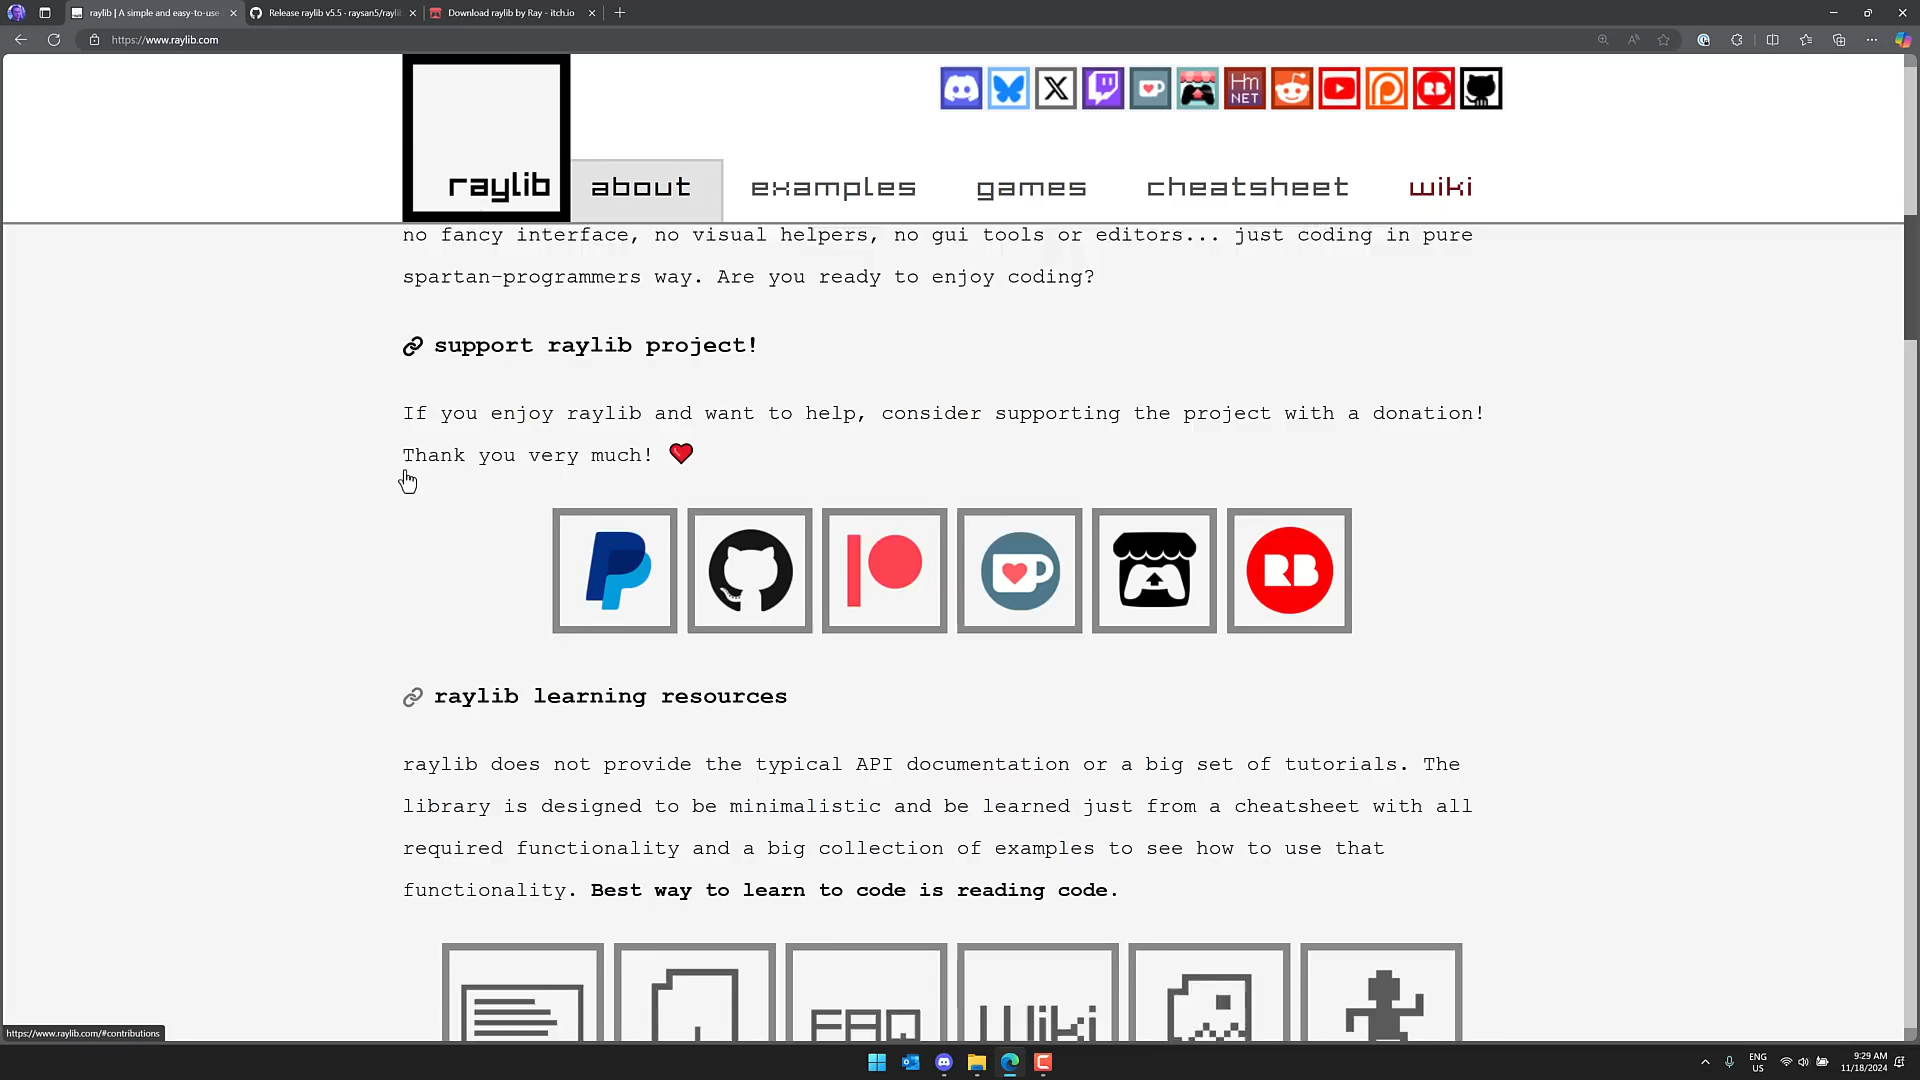 raylib | A simple and easy-to-use
Release raylib v5.5 · raysan5/rayli
Download raylib by Ray - itch.io
https://www.raylib.com
raylib
Hm
NET
about
examples
games
cheatsheet
wiki
no fancy interface, no visual helpers, no gui tools or editors... just coding in pure
spartan-programmers way. Are you ready to enjoy coding?
support raylib project!
If you enjoy raylib and want to help, consider supporting the project with a donation!
Thank you very much!
RB
raylib learning resources
raylib does not provide the typical API documentation or a big set of tutorials. The
library is designed to be minimalistic and be learned just from a cheatsheet with all
required functionality and a big collection of examples to see how to use that
functionality. Best way to learn to code is reading code.
FAQ
Wiki
https://www.raylib.com/#contributions
ENG
US
9:29 AM
11/18/2024